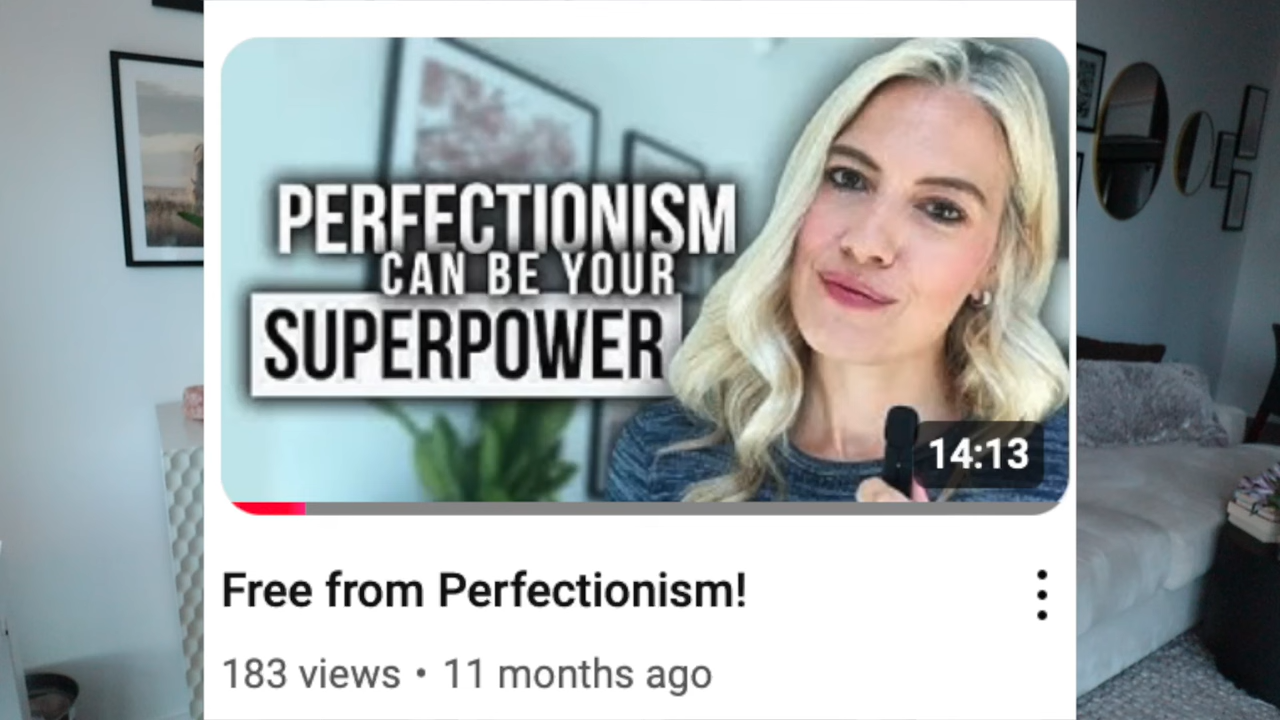 PERFECTIONISM
CAN BE YOUR
SUPERPOWER
14:13
Free from Perfectionism!
183 views • 11 months ago